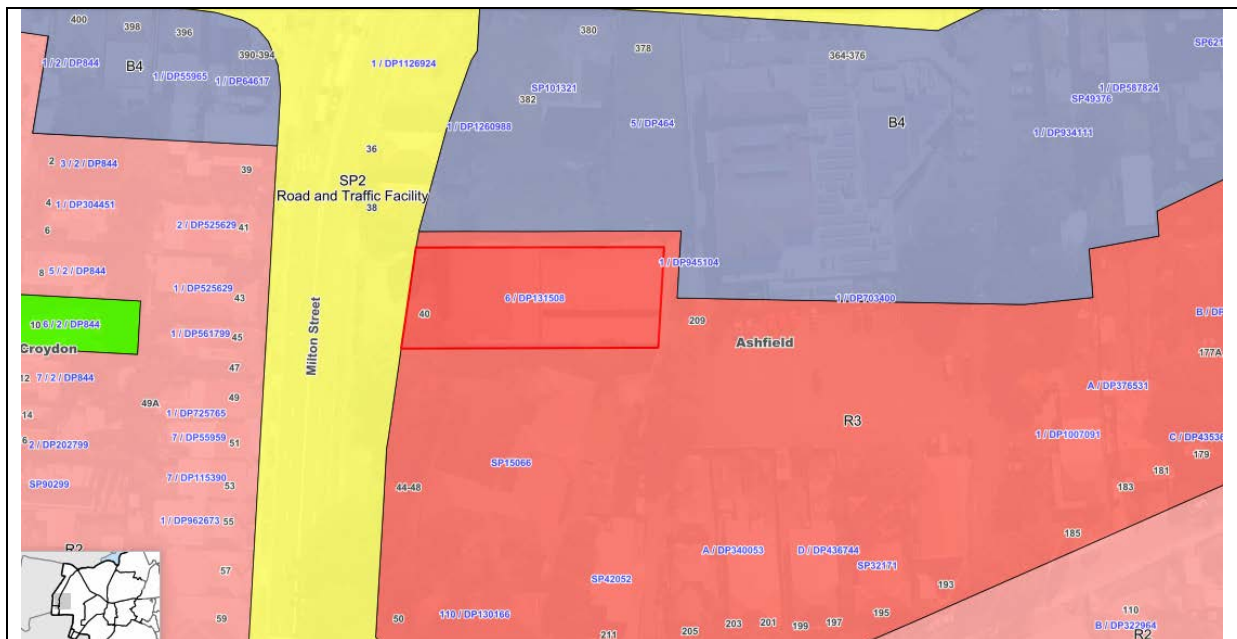 400
398
396
390-394
1 / 2 / DP844
B4
1 / DP55965
1 / DP64617
1 / DP1126924
380
378
364-376
SP101321
382
1 / DP1260988
5 / DP464
B4
SP621
1 / DP587824
SP49376
1 / DP934111
36
SP2
Road and Traffic Facility
38
2
3 / 2 / DP844
39
4
1 / DP304451
6
2 / DP525629
41
8
5 / 2 / DP844
1 / DP525629
43
10
6 / 2 / DP844
Croydon
1 / DP561799
45
12
7 / 2 / DP844
47
49A
49
14
1 / DP725765
6
2 / DP202799
7 / DP55959
51
SP90299
7 / DP115390
53
1 / DP962673
55
R2
57
59
Milton Street
1 / DP945104
6 / DP131508
40
1 / DP703400
209
Ashfield
B / DP
177A
A / DP376531
R3
1 / DP1007091
C / DP43536
179
181
183
185
SP15066
44-48
A / DP340053
D / DP436744
SP32171
SP42052
193
50
110 / DP130166
211
205
203
201
199
197
195
110
B / DP322964
R2